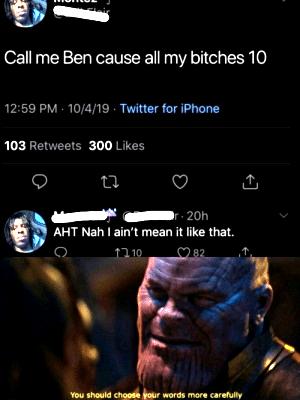 Call me Ben cause all my bitches 10
12:59 PM · 10/4/19 · Twitter for iPhone
103 Retweets 300 Likes
20h
AHT Nah I ain't mean it like that.
10 82
You should choose your words more carefully